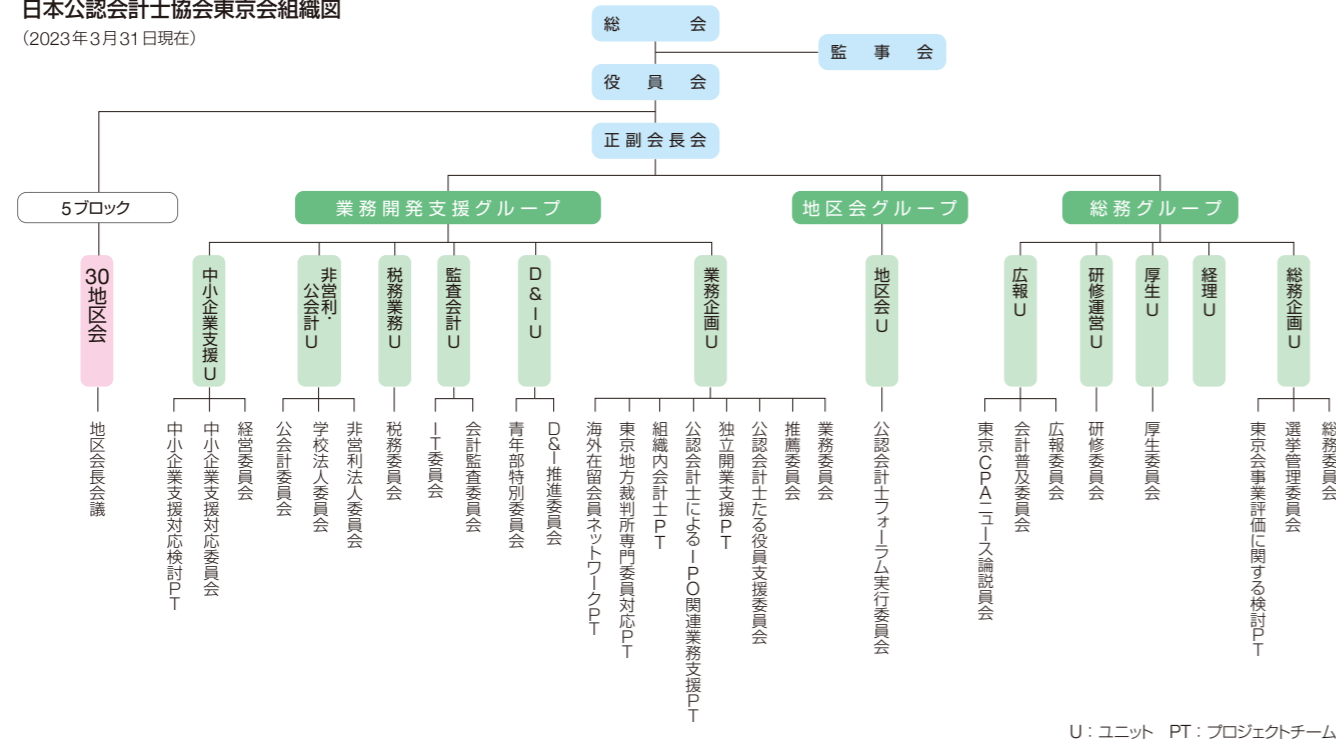 日本公認会計士協会東京会組織図
(2023年3月31日現在)
総会
監事会
役員会
正副会長会
5ブロック
業務開発支援グループ
地区会グループ
総務グループ
30地区会
中小企業支援U
非営利・
公会計U
税務業務U
監査会計U
D&IU
業務企画U
地区会U
広報U
研修運営U
厚生U
経理U
総務企画U
地区会長会議
中小企業支援対応検討PT
中小企業支援対応委員会
経営委員会
公会計委員会
学校法人委員会
非営利法人委員会
税務委員会
IT委員会
会計監査委員会
青年部特別委員会
D&I推進委員会
海外在留会員ネットワークPT
東京地方裁判所専門委員対応PT
組織内会計士PT
公認会計士によるIPO関連業務支援PT
独立開業支援PT
公認会計士たる役員支援委員会
推薦委員会
業務委員会
公認会計士フォーラム実行委員会
東京CPAニュース論説員会
会計普及委員会
広報委員会
研修委員会
厚生委員会
東京会事業評価に関する検討PT
選挙管理委員会
総務委員会
U:ユニット PT:プロジェクトチーム